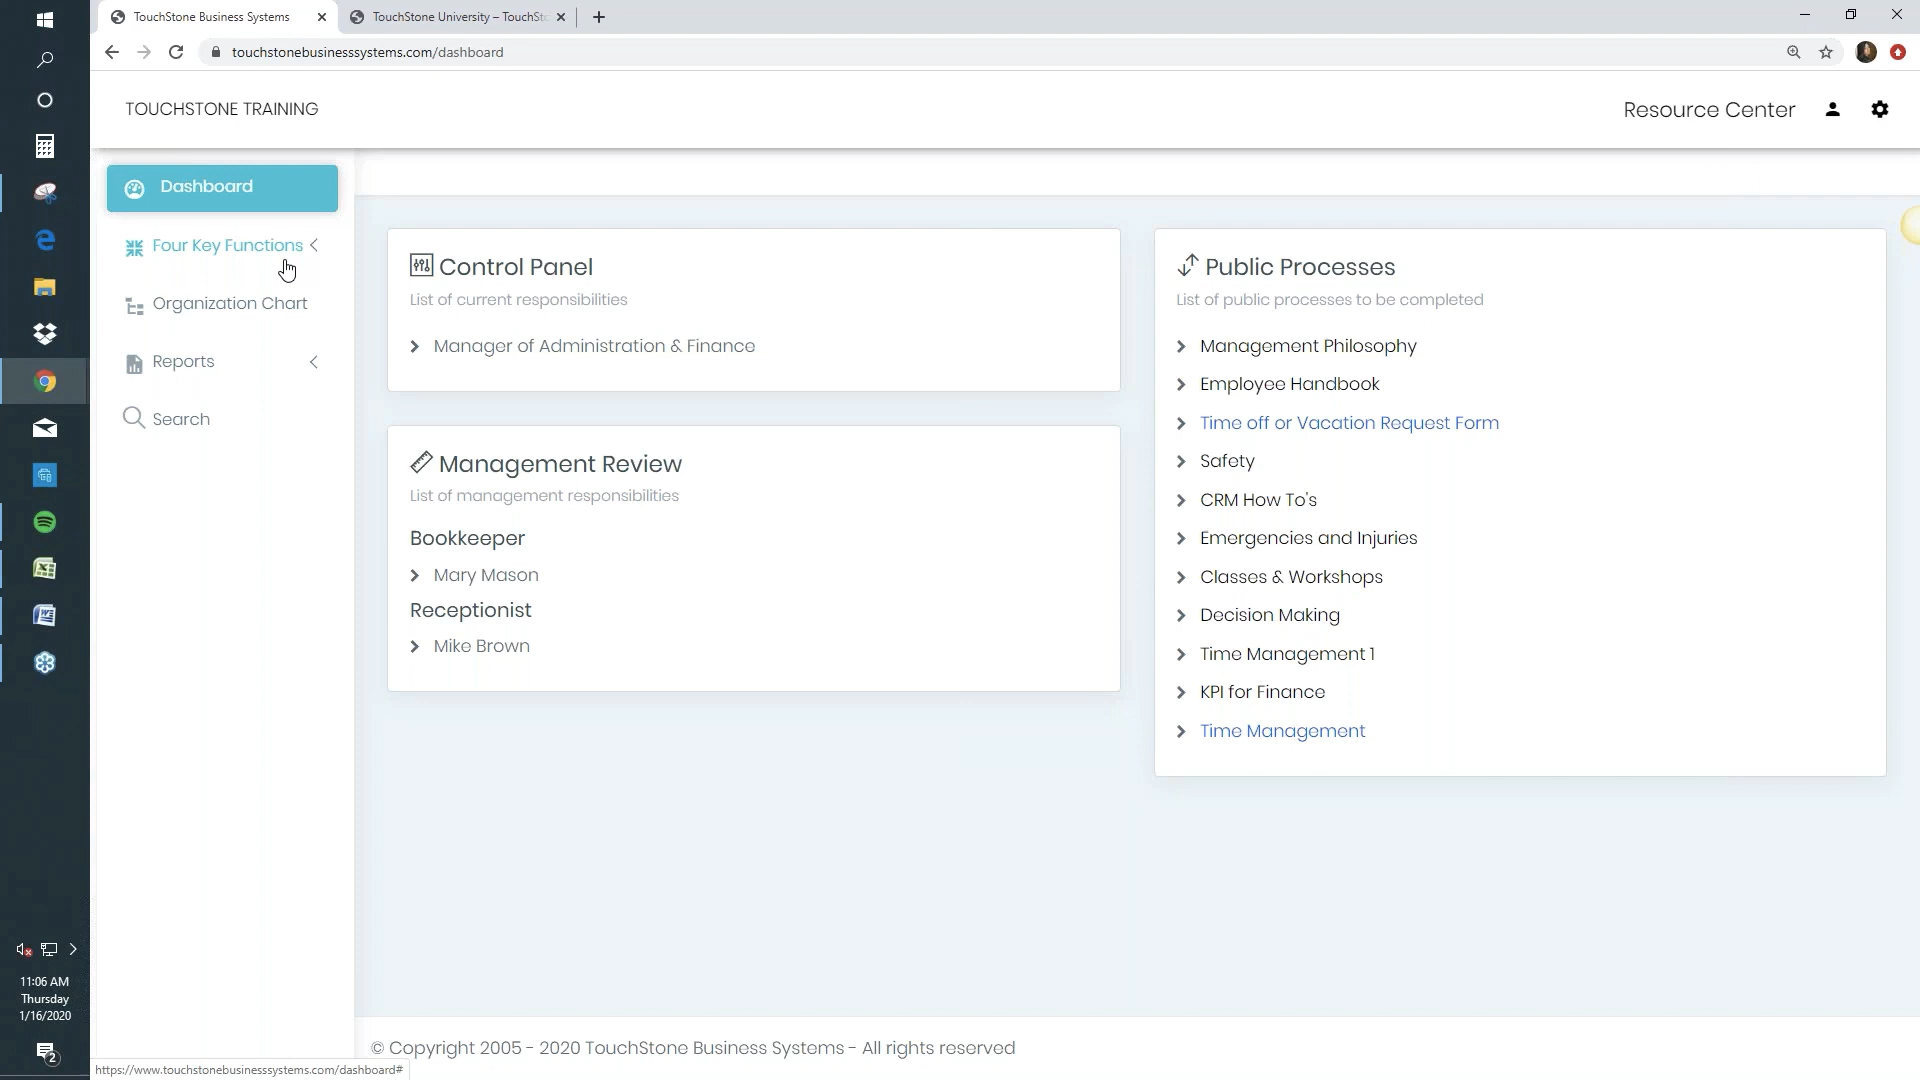 TouchStone Business Systems
TouchStone University – TouchSt
touchstonebusinesssystems.com/dashboard
TOUCHSTONE TRAINING
Resource Center
Dashboard
Four Key Functions
Organization Chart
Reports
Search
Control Panel
List of current responsibilities
Manager of Administration & Finance
Management Review
List of management responsibilities
Bookkeeper
Mary Mason
Receptionist
Mike Brown
Public Processes
List of public processes to be completed
Management Philosophy
Employee Handbook
Time off or Vacation Request Form
Safety
CRM How To's
Emergencies and Injuries
Classes & Workshops
Decision Making
Time Management 1
KPI for Finance
Time Management
11:06 AM
Thursday
1/16/2020
2
© Copyright 2005 - 2020 TouchStone Business Systems - All rights reserved
https://www.touchstonebusinesssystems.com/dashboard#